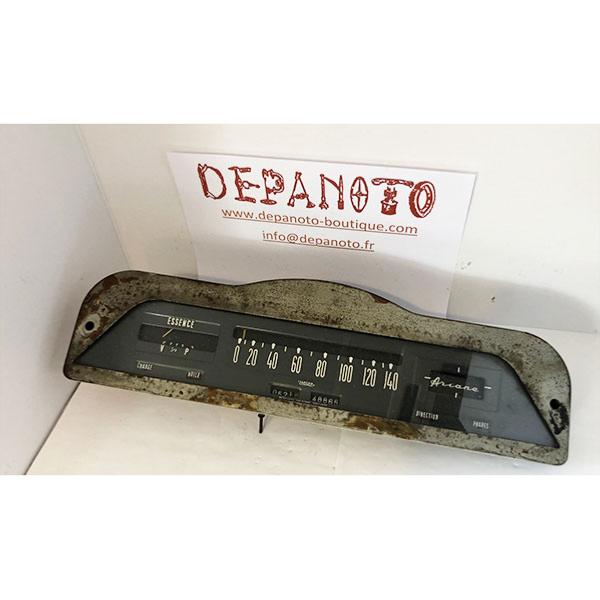 DEPANOTO
www.depanoto-boutique.com
info@depanoto.fr
ESSENCE
V P
CHARGE HUILE
0 20 40 60 80 100 120 140
Ariane
DIRECTION PHARES